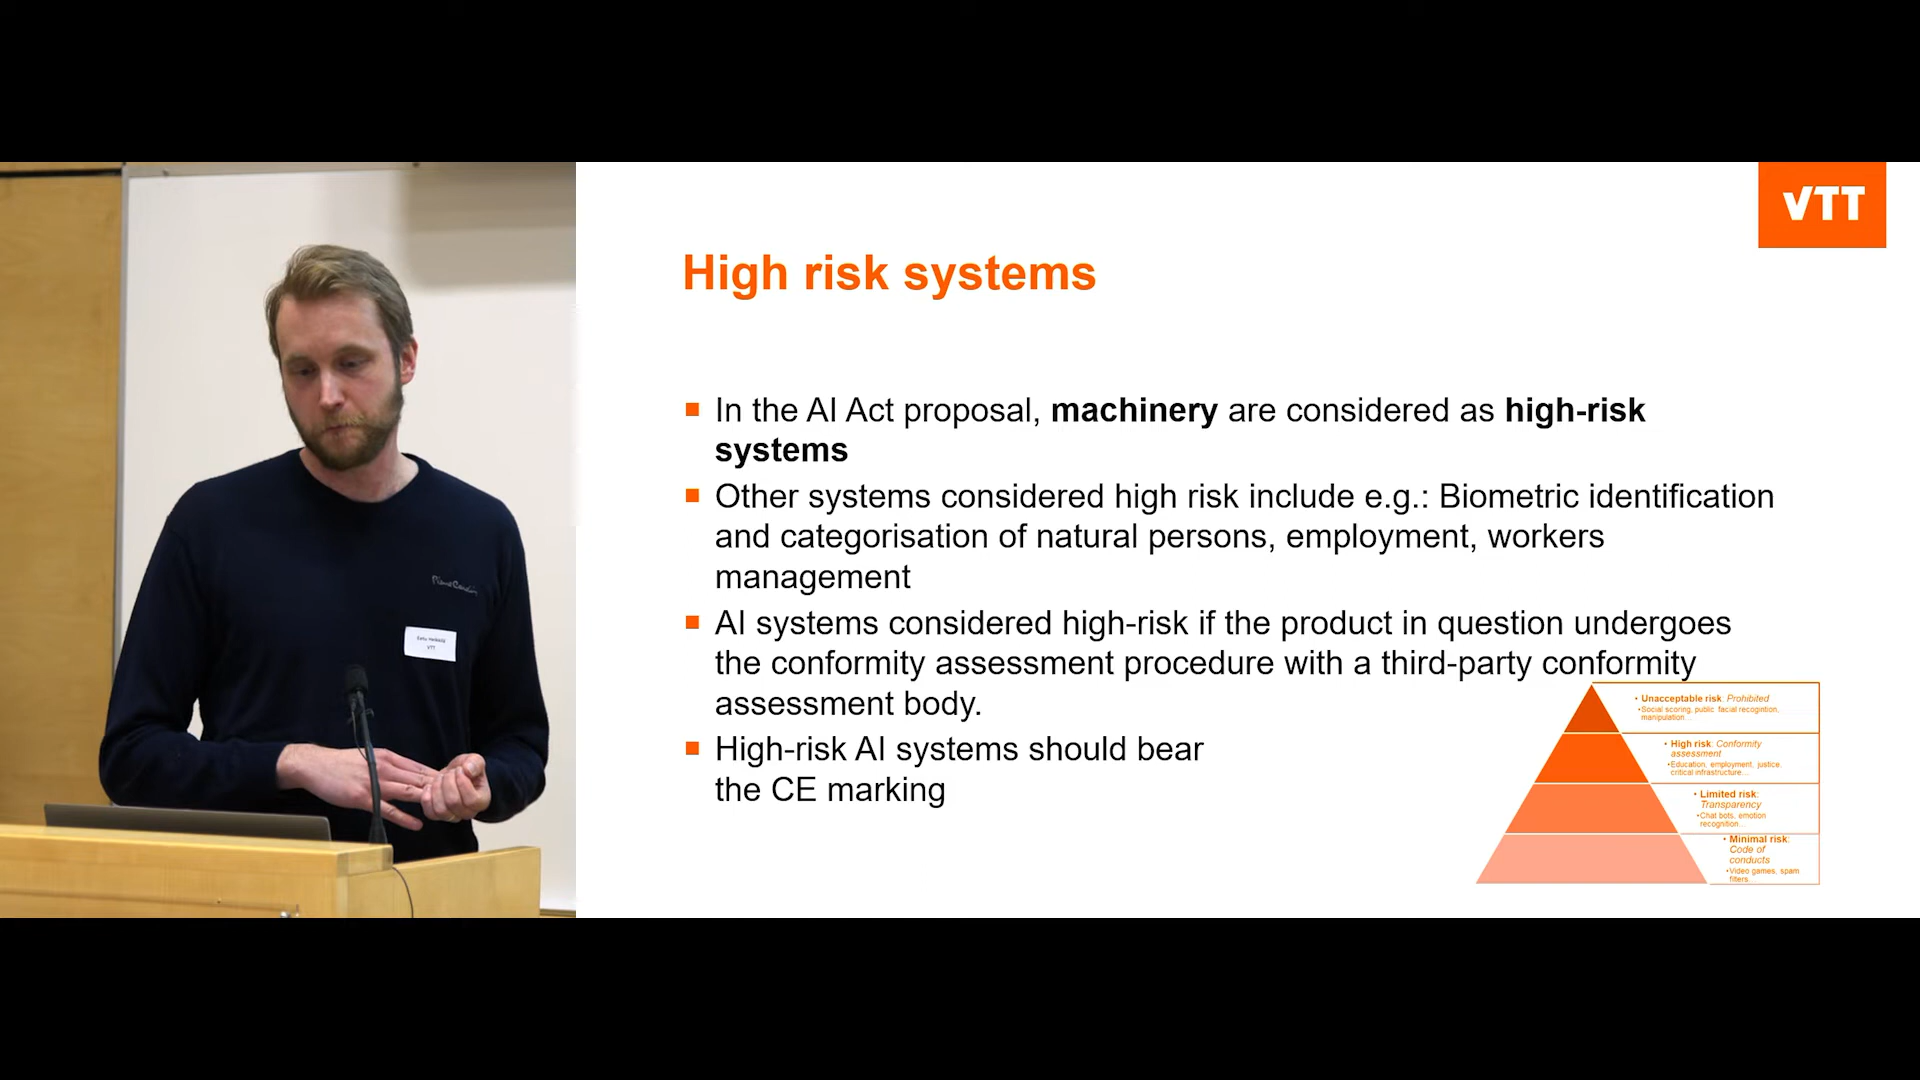 VTT
High risk systems
In the AI Act proposal, machinery are considered as high-risk
systems
Other systems considered high risk include e.g.: Biometric identification
and categorisation of natural persons, employment, workers
management
AI systems considered high-risk if the product in question undergoes
the conformity assessment procedure with a third-party conformity
assessment body.
High-risk AI systems should bear
the CE marking
• Unacceptable risk: Prohibited
•Social scoring, public facial recogintion,
manipulation...
• High risk: Conformity
assessment
•Education, employment, justice,
critical infrastructure...
• Limited risk:
Transparency
•Chat bots, emotion
recognition...
• Minimal risk:
Code of
conducts
•Video games, spam
filters...
VTT